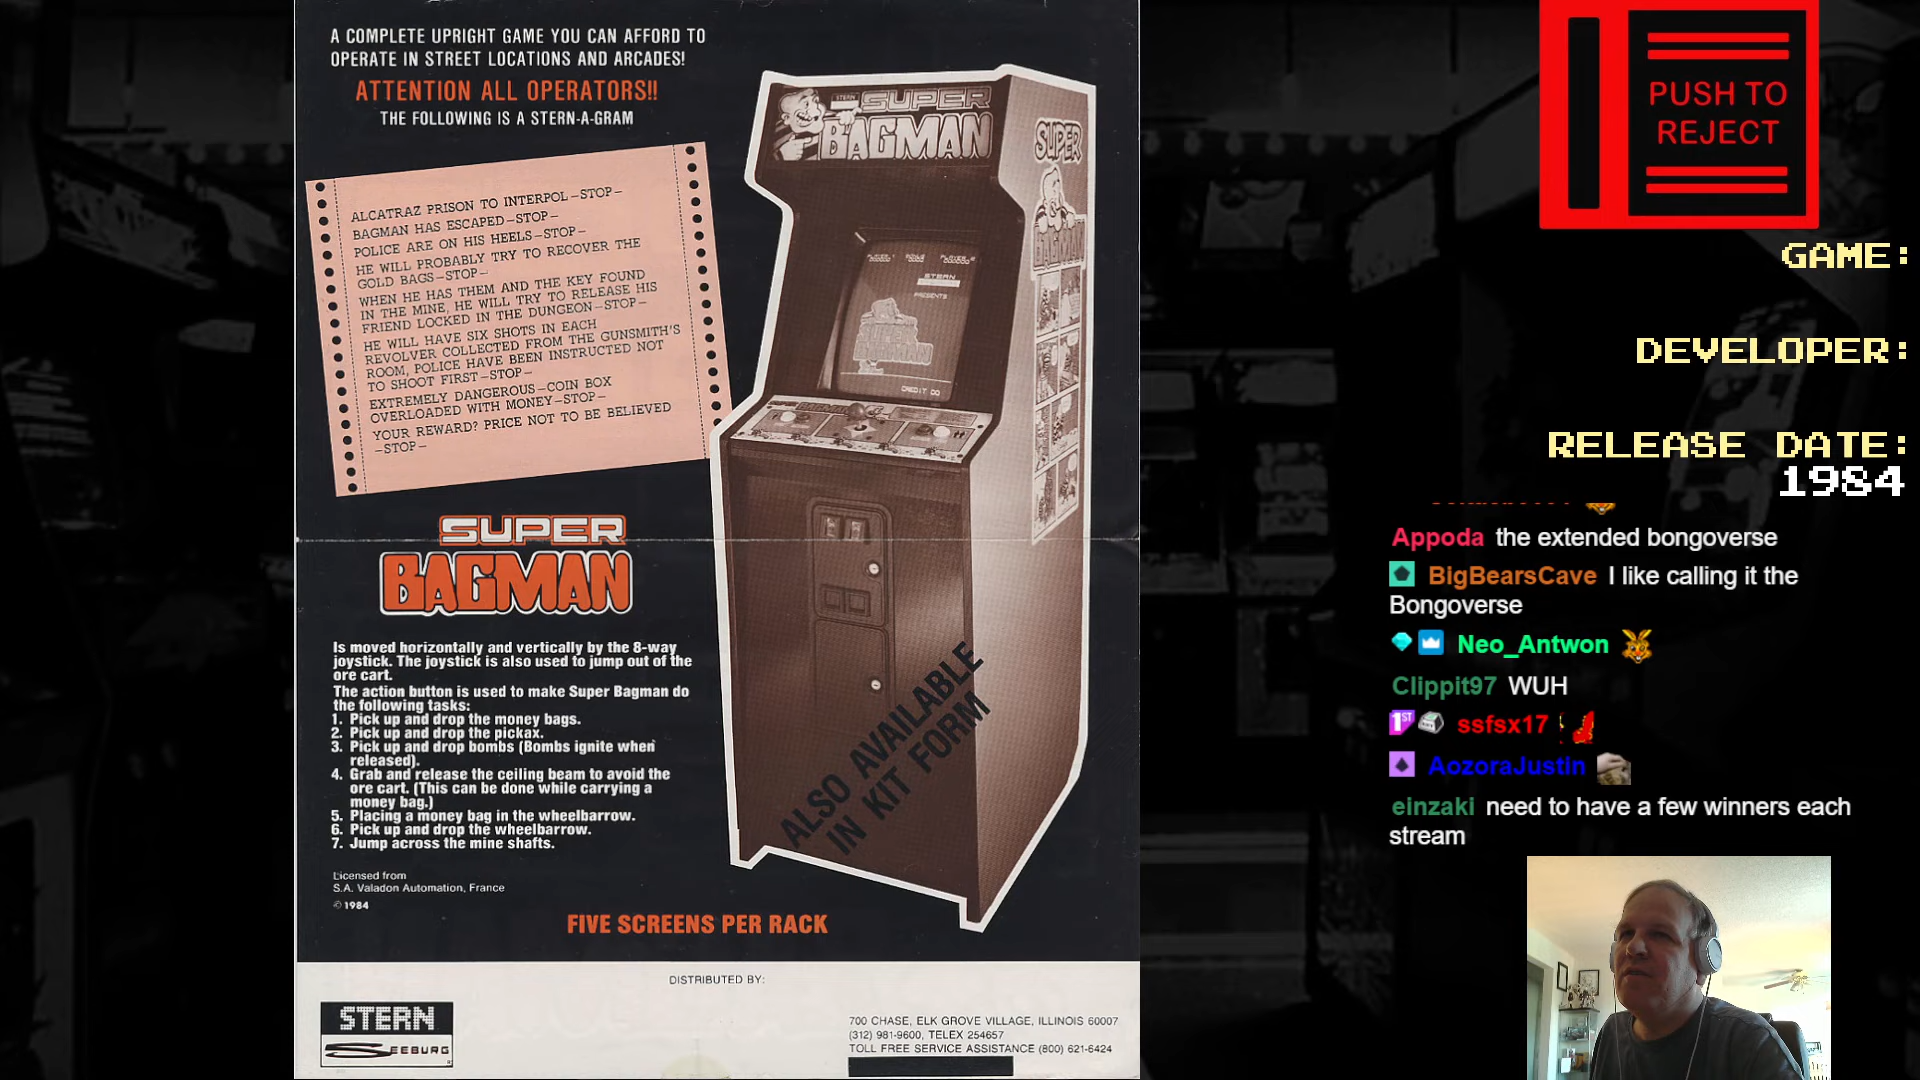 A COMPLETE UPRIGHT GAME YOU CAN AFFORD TO
OPERATE IN STREET LOCATIONS AND ARCADES!
ATTENTION ALL OPERATORS!!
THE FOLLOWING IS A STERN-A-GRAM
ALCATRAZ PRISON TO INTERPOL–STOP–
BAGMAN HAS ESCAPED–STOP–
POLICE ARE ON HIS HEELS–STOP–
HE WILL PROBABLY TRY TO RECOVER THE
GOLD BAGS–STOP–
WHEN HE HAS THEM AND THE KEY FOUND
IN THE MINE, HE WILL TRY TO RELEASE HIS
FRIEND LOCKED IN THE DUNGEON–STOP–
HE WILL HAVE SIX SHOTS IN EACH
REVOLVER COLLECTED FROM THE GUNSMITH'S
ROOM, POLICE HAVE BEEN INSTRUCTED NOT
TO SHOOT FIRST–STOP–
EXTREMELY DANGEROUS–COIN BOX
OVERLOADED WITH MONEY–STOP–
YOUR REWARD? PRICE NOT TO BE BELIEVED
–STOP–
STERN
SUPER
BAGMAN
SUPER
BAGMAN
PLAYER 1
PLAYER 2
STERN
PRESENTS
CREDIT 00
SUPER
BAGMAN
Is moved horizontally and vertically by the 8-way
joystick. The joystick is also used to jump out of the
ore cart.
The action button is used to make Super Bagman do
the following tasks:
1. Pick up and drop the money bags.
2. Pick up and drop the pickax.
3. Pick up and drop bombs (Bombs ignite when
released).
4. Grab and release the ceiling beam to avoid the
ore cart. (This can be done while carrying a
money bag.)
5. Placing a money bag in the wheelbarrow.
6. Pick up and drop the wheelbarrow.
7. Jump across the mine shafts.
Licensed from
S.A. Valadon Automation, France
© 1984
ALSO AVAILABLE
IN KIT FORM
FIVE SCREENS PER RACK
DISTRIBUTED BY:
STERN
SEEBURG
700 CHASE, ELK GROVE VILLAGE, ILLINOIS 60007
(312) 981-9600, TELEX 254657
TOLL FREE SERVICE ASSISTANCE (800) 621-6424
PUSH TO
REJECT
GAME:
DEVELOPER:
RELEASE DATE:
1984
Appoda the extended bongoverse
BigBearsCave I like calling it the
Bongoverse
Neo_Antwon
Clippit97 WUH
1ST ssfsx17
AozoraJustin
einzaki need to have a few winners each
stream